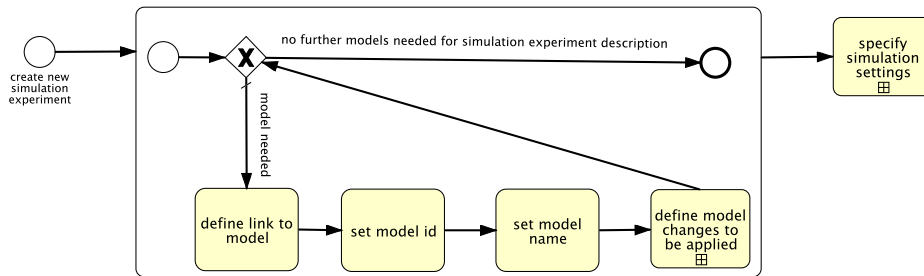 no further models needed for simulation experiment description
create new
simulation
experiment
specify
simulation
settings
model needed
define link to
model
set model id
set model
name
define model
changes to
be applied